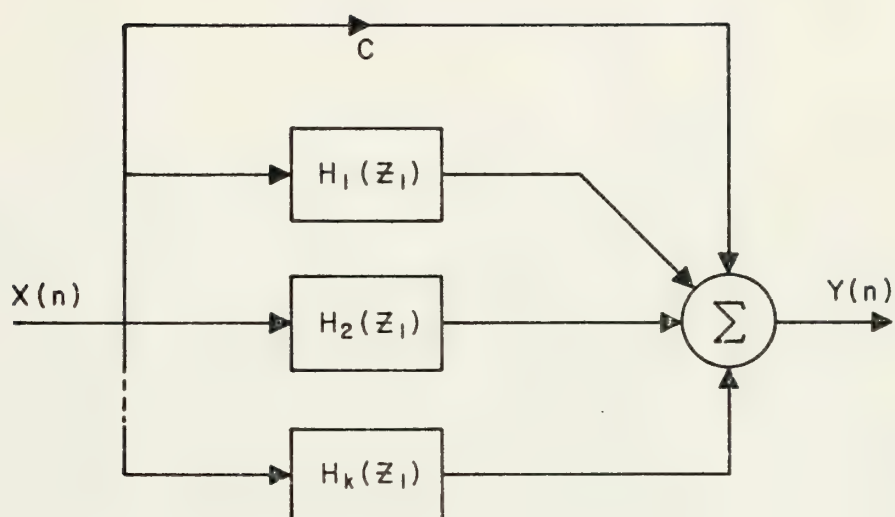 C
H₁(Z₁)
X(n)
H₂(Z₁)
Σ
Y(n)
Hₖ(Z₁)